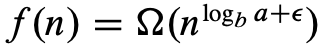 f(n) = Ω(n^{log_b a+ϵ})